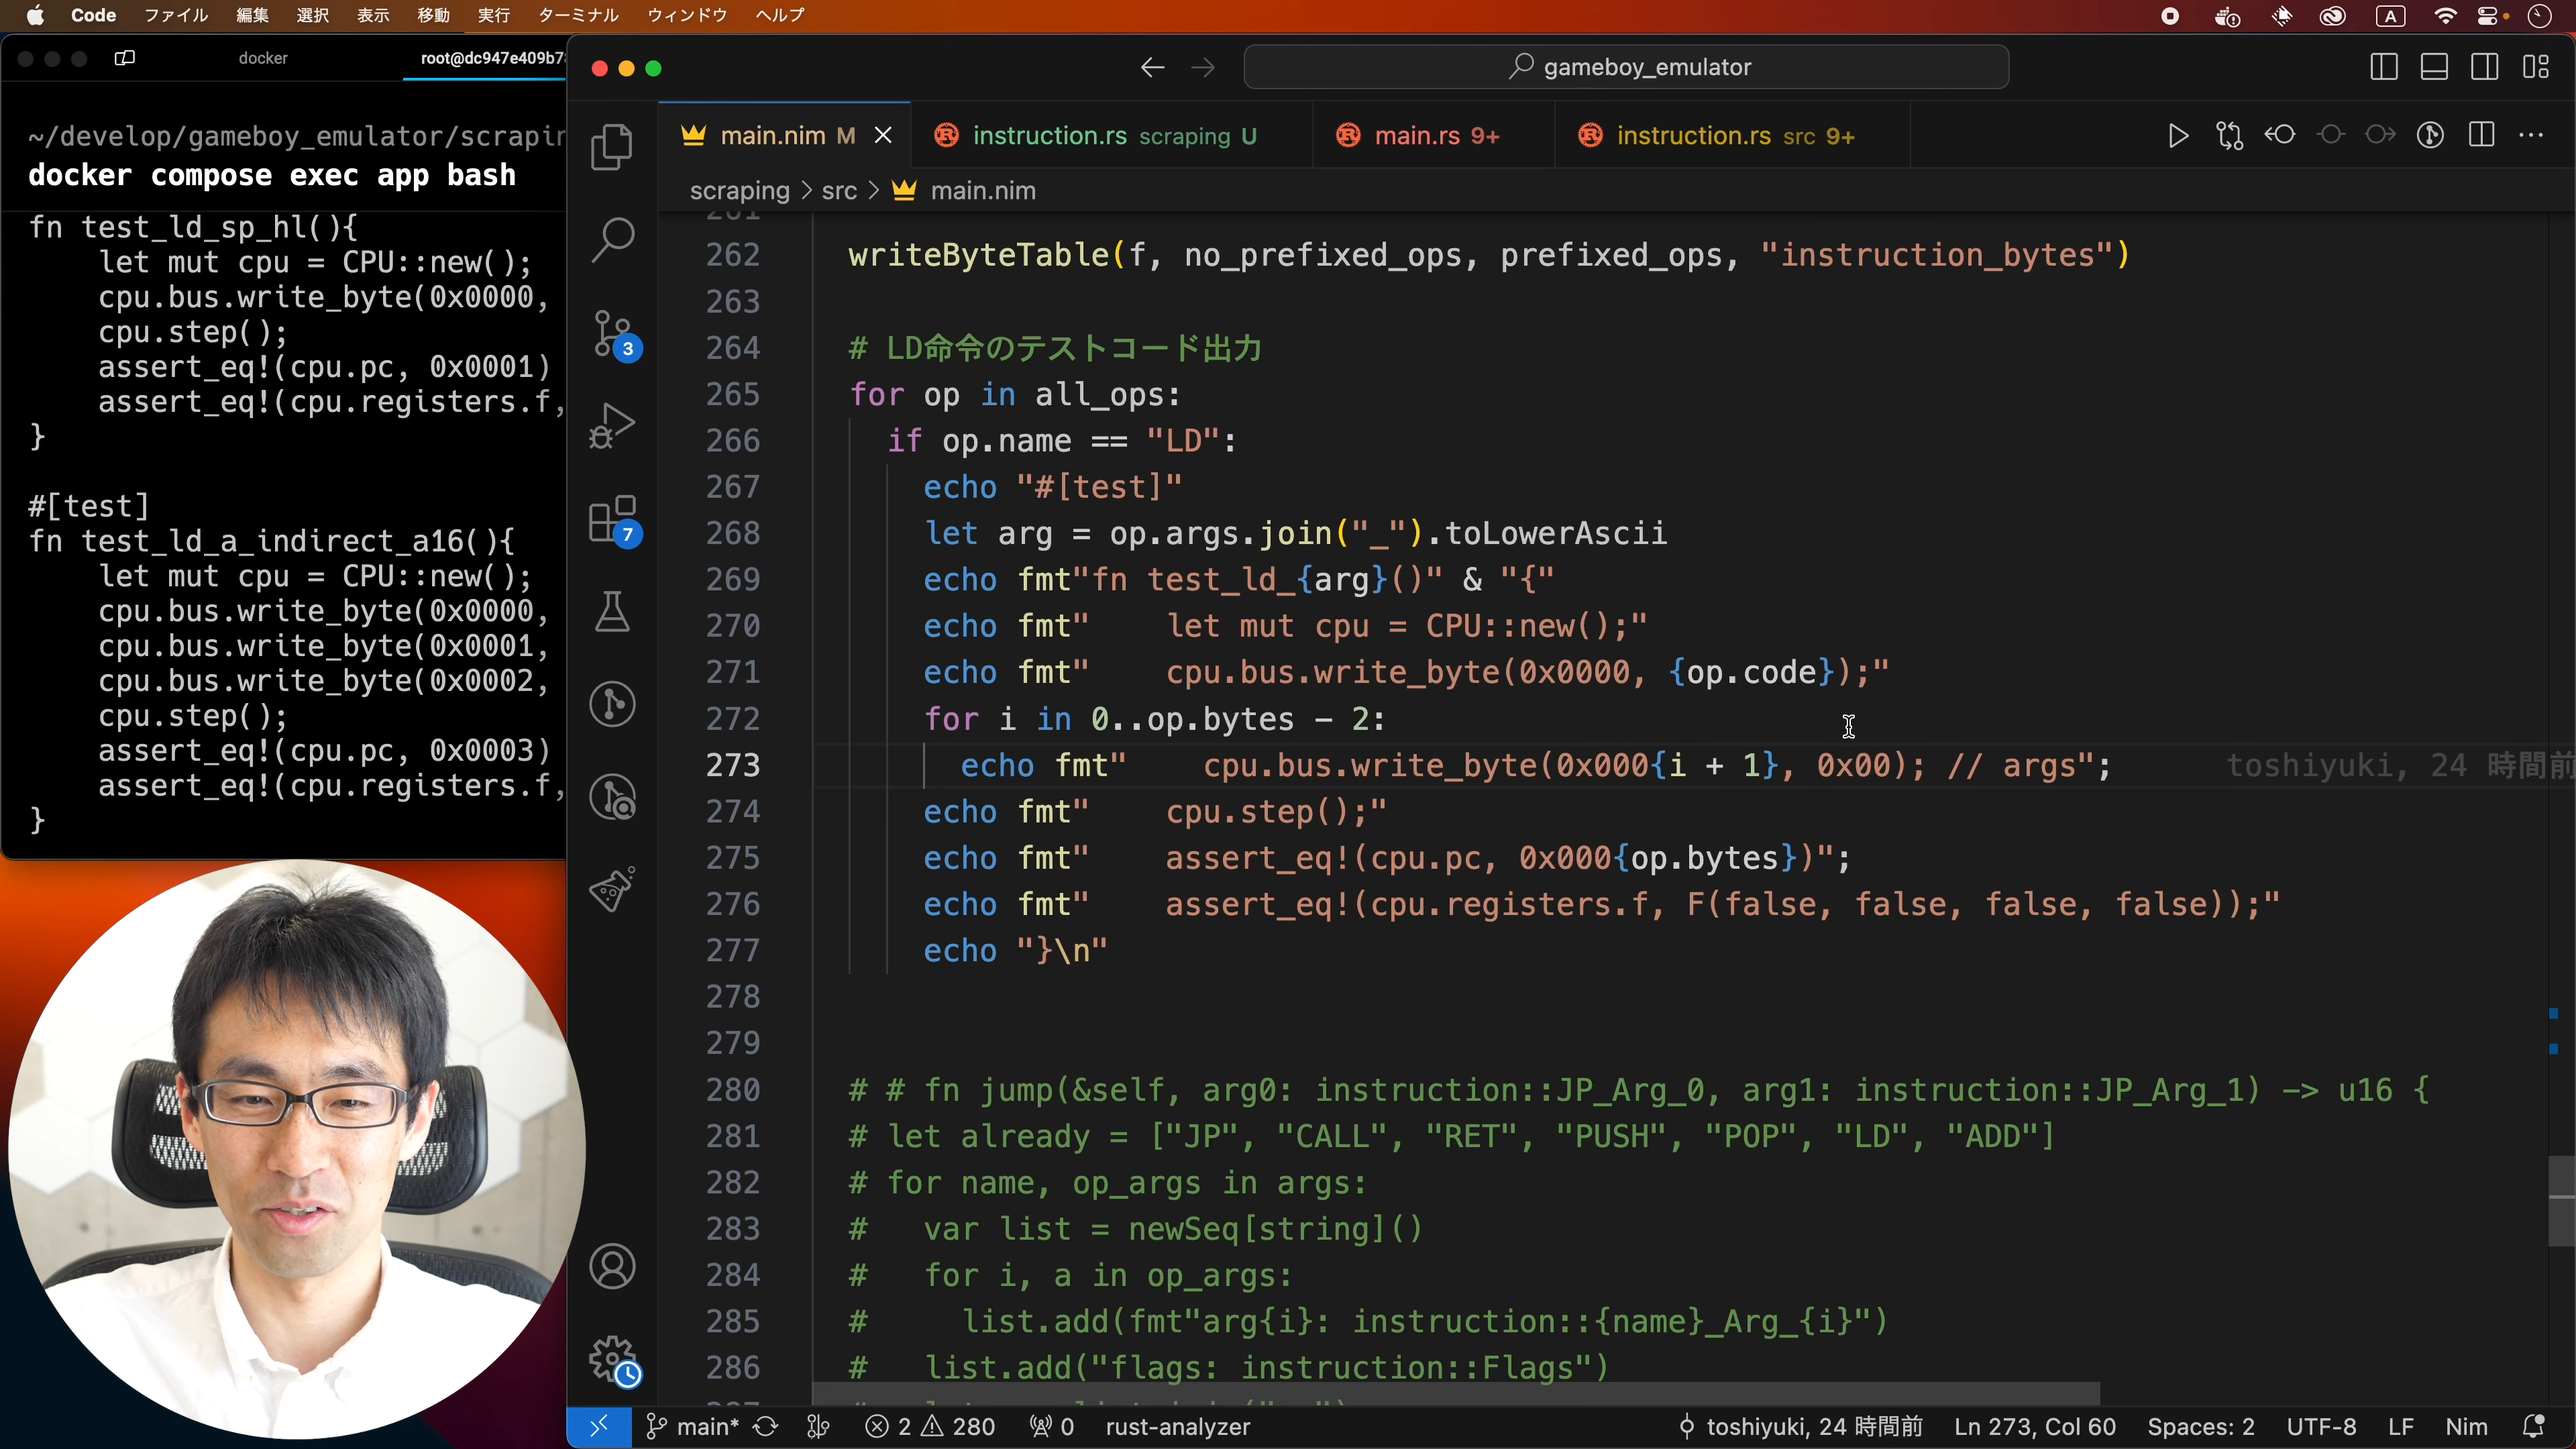 Code ファイル 編集 選択 表示 移動 実行 ターミナル ウィンドウ ヘルプ
A
docker
root@dc947e409b7
~/develop/gameboy_emulator/scrapin
docker compose exec app bash
fn test_ld_sp_hl(){
    let mut cpu = CPU::new();
    cpu.bus.write_byte(0x0000,
    cpu.step();
    assert_eq!(cpu.pc, 0x0001)
    assert_eq!(cpu.registers.f,
}
#[test]
fn test_ld_a_indirect_a16(){
    let mut cpu = CPU::new();
    cpu.bus.write_byte(0x0000,
    cpu.bus.write_byte(0x0001,
    cpu.bus.write_byte(0x0002,
    cpu.step();
    assert_eq!(cpu.pc, 0x0003)
    assert_eq!(cpu.registers.f,
}
gameboy_emulator
main.nim M
instruction.rs scraping U
main.rs 9+
instruction.rs src 9+
scraping > src > main.nim
3
7
261
262 writeByteTable(f, no_prefixed_ops, prefixed_ops, "instruction_bytes")
263
264 # LD命令のテストコード出力
265 for op in all_ops:
266   if op.name == "LD":
267     echo "#[test]"
268     let arg = op.args.join("_").toLowerAscii
269     echo fmt"fn test_ld_{arg}()" & "{"
270     echo fmt"    let mut cpu = CPU::new();"
271     echo fmt"    cpu.bus.write_byte(0x0000, {op.code});"
272     for i in 0..op.bytes - 2:
273       echo fmt"    cpu.bus.write_byte(0x000{i + 1}, 0x00); // args"; toshiyuki, 24 時間前
274     echo fmt"    cpu.step();"
275     echo fmt"    assert_eq!(cpu.pc, 0x000{op.bytes})";
276     echo fmt"    assert_eq!(cpu.registers.f, F(false, false, false, false));"
277     echo "}\n"
278
279
280 # # fn jump(&self, arg0: instruction::JP_Arg_0, arg1: instruction::JP_Arg_1) -> u16 {
281 # let already = ["JP", "CALL", "RET", "PUSH", "POP", "LD", "ADD"]
282 # for name, op_args in args:
283 #   var list = newSeq[string]()
284 #   for i, a in op_args:
285 #     list.add(fmt"arg{i}: instruction::{name}_Arg_{i}")
286 #   list.add("flags: instruction::Flags")
main* 2 280 0 rust-analyzer toshiyuki, 24 時間前 Ln 273, Col 60 Spaces: 2 UTF-8 LF Nim